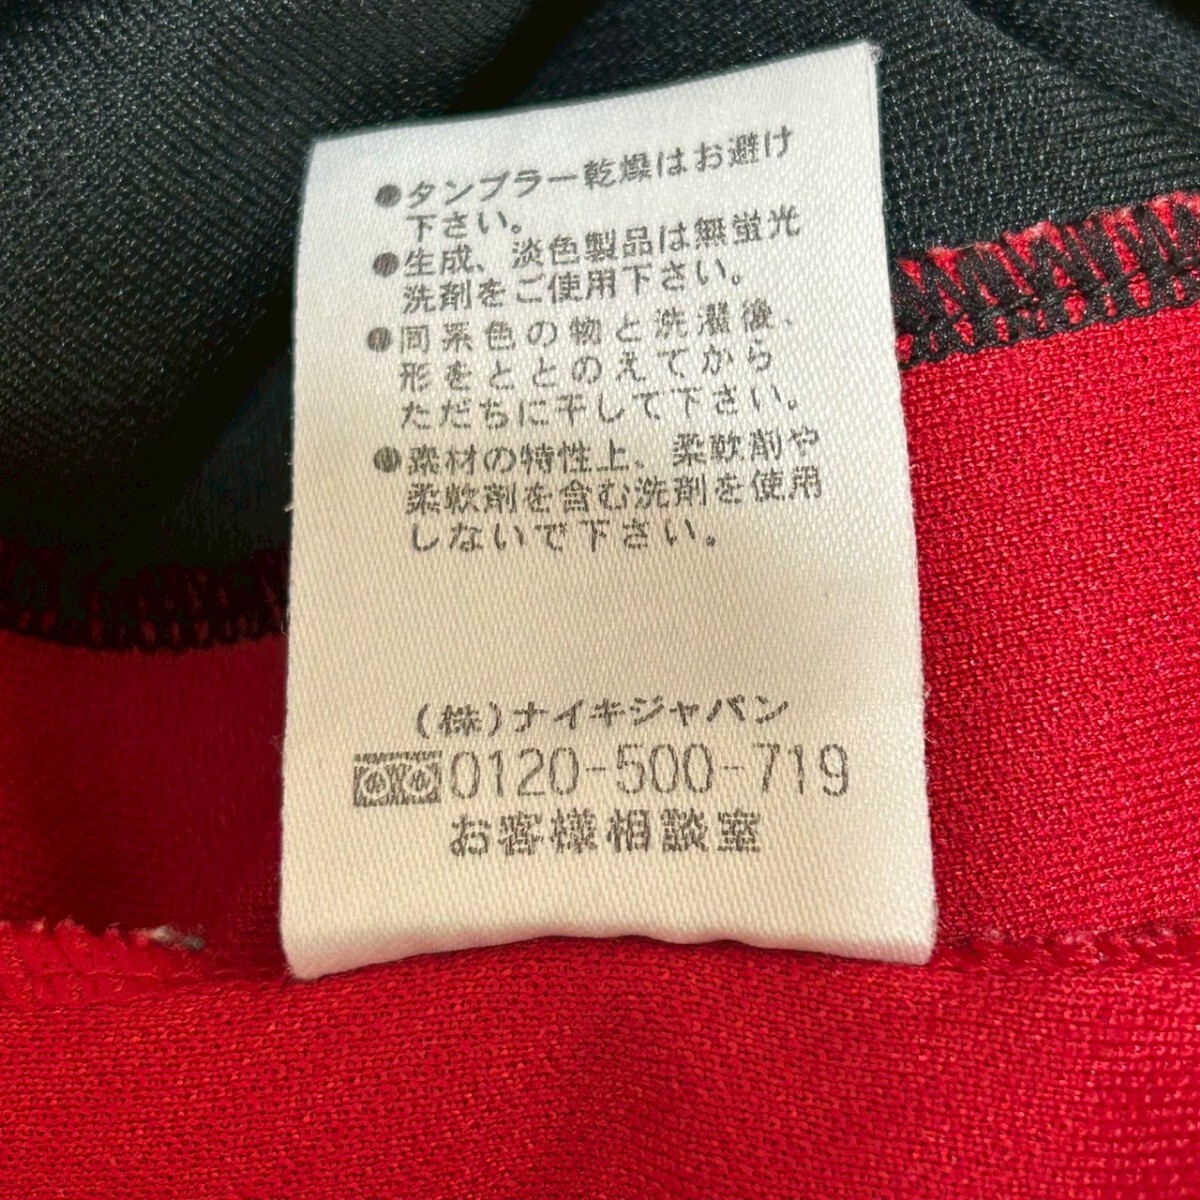 ●タンブラー乾燥はお避け
下さい。
●生成、淡色製品は無蛍光
洗剤をご使用下さい。
●同系色の物と洗濯後、
形をととのえてから
ただちに干して下さい。
●素材の特性上、柔軟剤や
柔軟剤を含む洗剤を使用
しないで下さい。
(株)ナイキジャパン
0120-500-719
お客様相談室